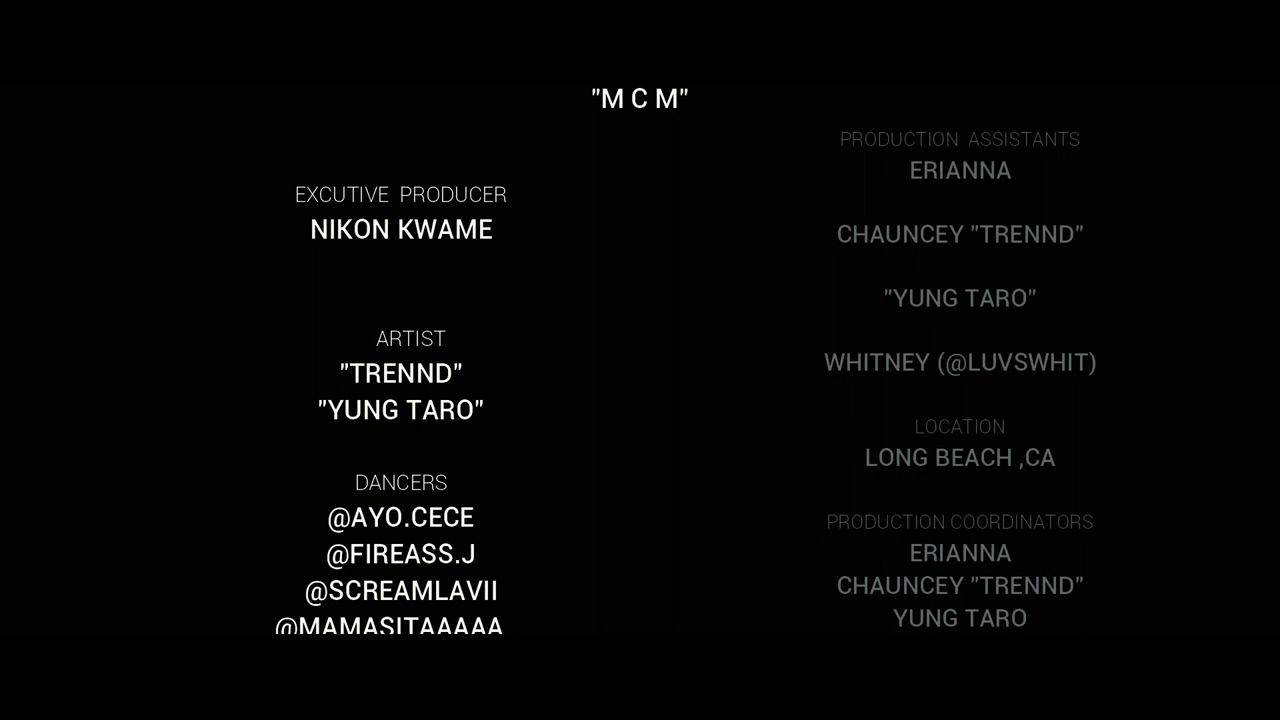 "M C M"
EXCUTIVE PRODUCER
NIKON KWAME
ARTIST
"TRENND"
"YUNG TARO"
DANCERS
@AYO.CECE
@FIREASS.J
@SCREAMLAVII
@MAMASITAAAAA
PRODUCTION ASSISTANTS
ERIANNA
CHAUNCEY "TRENND"
"YUNG TARO"
WHITNEY (@LUVSWHIT)
LOCATION
LONG BEACH ,CA
PRODUCTION COORDINATORS
ERIANNA
CHAUNCEY "TRENND"
YUNG TARO